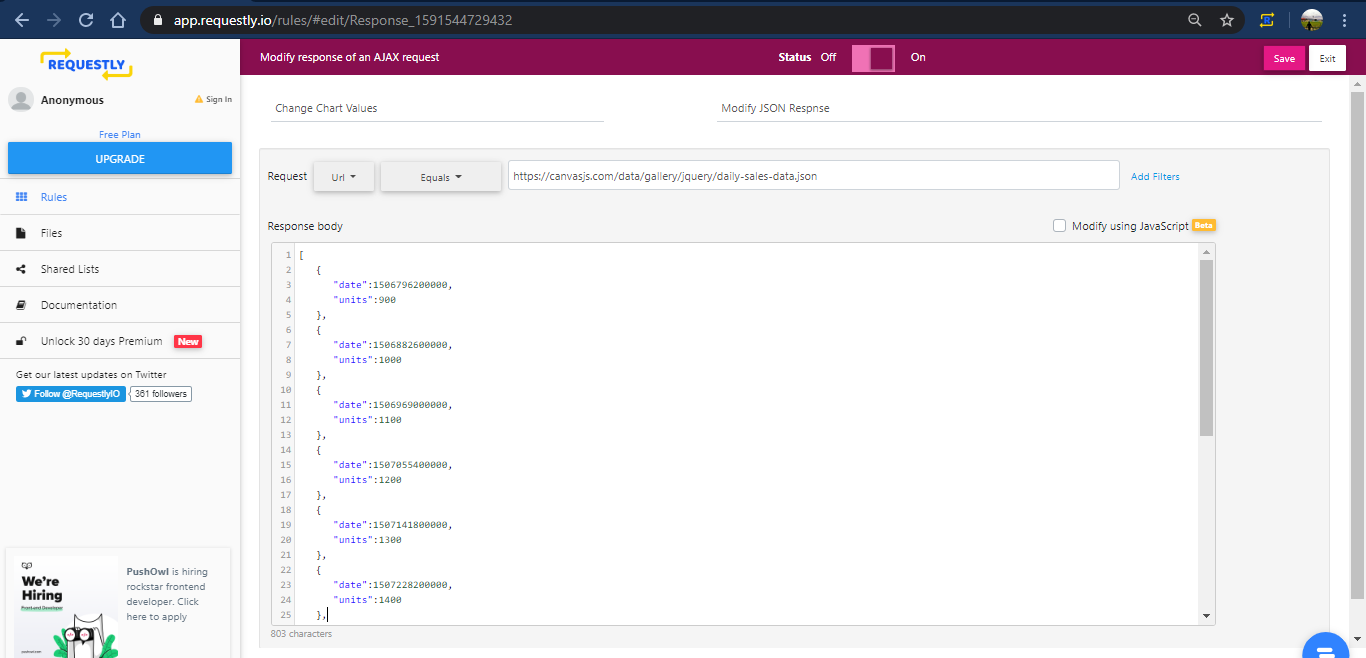 app.requestly.io/rules/#edit/Response_1591544729432
REQUESTLY
Anonymous
Sign In
Free Plan
UPGRADE
Rules
Files
Shared Lists
Documentation
Unlock 30 days Premium New
Get our latest updates on Twitter
Follow @RequestlyIO 361 followers
We're
Hiring
Front-end Developer
PushOwl is hiring
rockstar frontend
developer. Click
here to apply
Modify response of an AJAX request
Status Off On
Save Exit
Change Chart Values
Modify JSON Respnse
Request Url Equals https://canvasjs.com/data/gallery/jquery/daily-sales-data.json Add Filters
Response body
Modify using JavaScript Beta
1 [
2 {
3 "date":1506796200000,
4 "units":900
5 },
6 {
7 "date":1506882600000,
8 "units":1000
9 },
10 {
11 "date":1506969000000,
12 "units":1100
13 },
14 {
15 "date":1507055400000,
16 "units":1200
17 },
18 {
19 "date":1507141800000,
20 "units":1300
21 },
22 {
23 "date":1507228200000,
24 "units":1400
25 },
803 characters